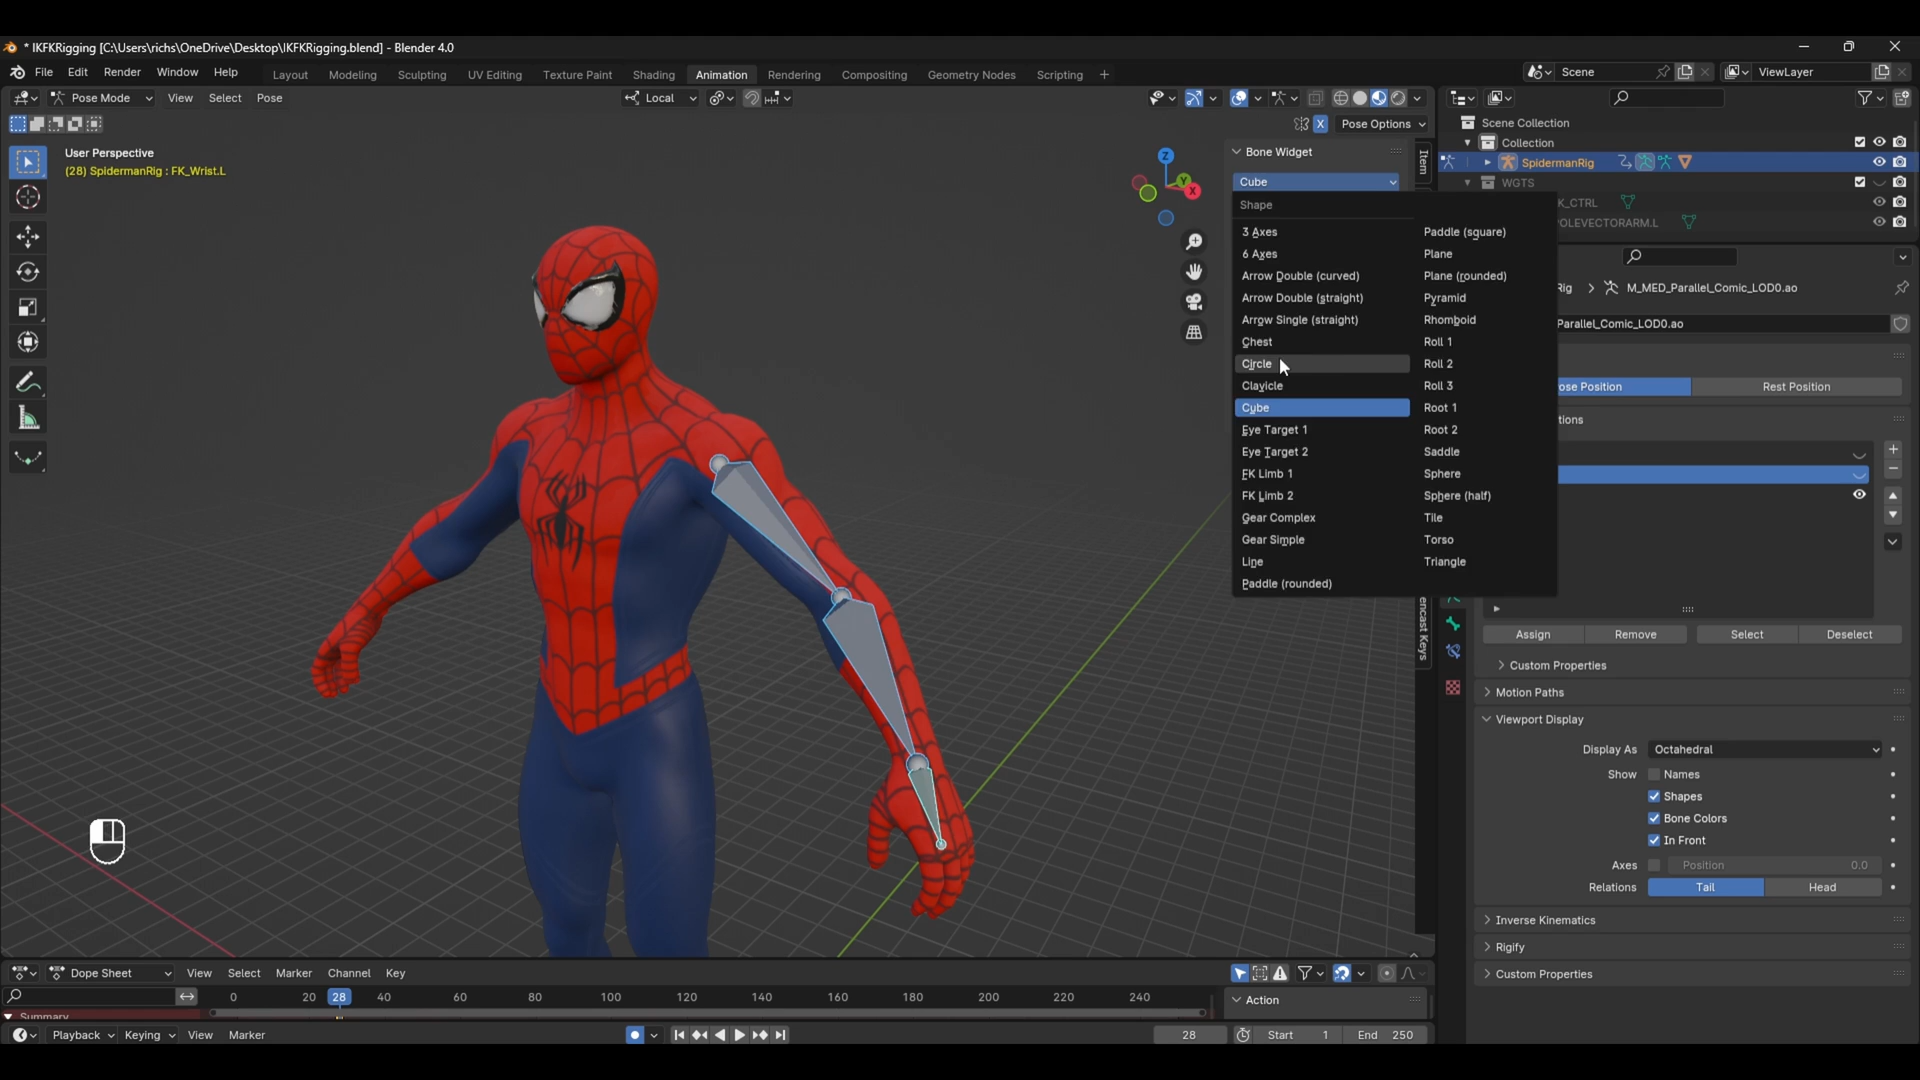 * IKFKRigging [C:\Users\richs\OneDrive\Desktop\IKFKRigging.blend] - Blender 4.0
File Edit Render Window Help
Layout Modeling Sculpting UV Editing Texture Paint Shading Animation Rendering Compositing Geometry Nodes Scripting +
Scene
ViewLayer
Pose Mode View Select Pose
Local
X Pose Options
User Perspective
(28) SpidermanRig : FK_Wrist.L
Z
Y
X
Bone Widget
Item
Cube
Shape
3 Axes
6 Axes
Arrow Double (curved)
Arrow Double (straight)
Arrow Single (straight)
Chest
Circle
Clavicle
Cube
Eye Target 1
Eye Target 2
FK Limb 1
FK Limb 2
Gear Complex
Gear Simple
Line
Paddle (rounded)
Paddle (square)
Plane
Plane (rounded)
Pyramid
Rhomboid
Roll 1
Roll 2
Roll 3
Root 1
Root 2
Saddle
Sphere
Sphere (half)
Tile
Torso
Triangle
encast Keys
Scene Collection
Collection
SpidermanRig
WGTS
K_CTRL
OLEVECTORARM.L
Rig
M_MED_Parallel_Comic_LOD0.ao
Parallel_Comic_LOD0.ao
ose Position Rest Position
tions
Assign Remove Select Deselect
Custom Properties
Motion Paths
Viewport Display
Display As Octahedral
Show Names
Shapes
Bone Colors
In Front
Axes Position 0.0
Relations Tail Head
Inverse Kinematics
Rigify
Custom Properties
Dope Sheet View Select Marker Channel Key
0 20 28 40 60 80 100 120 140 160 180 200 220 240
Summary
Action
Playback Keying View Marker
28 Start 1 End 250